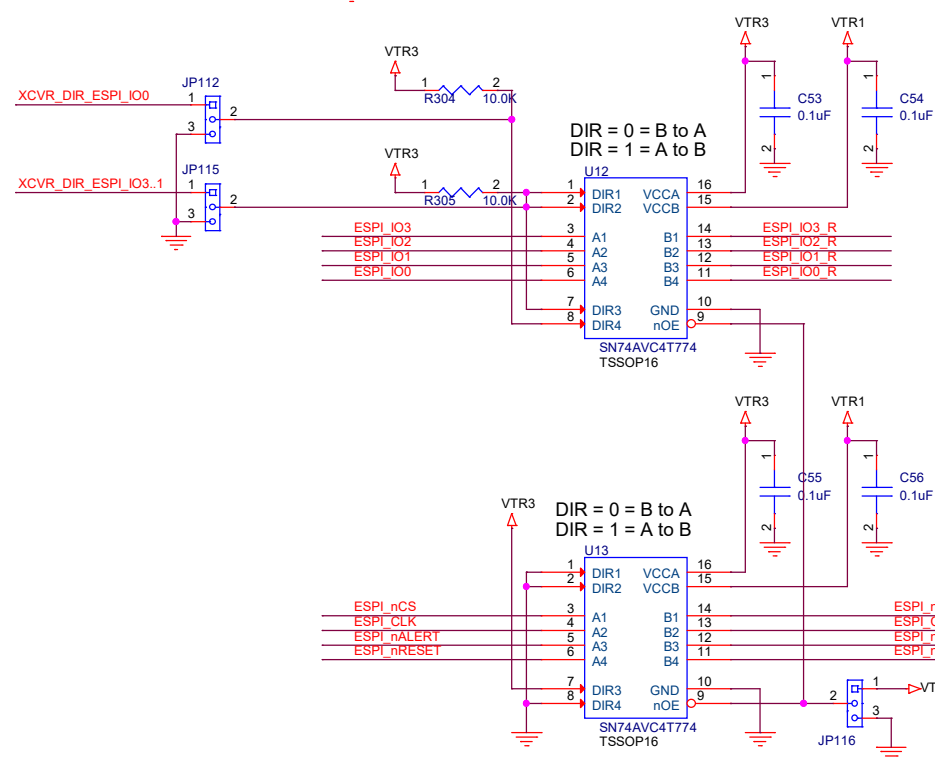 VTR3 VTR1
VTR3
JP112
XCVR_DIR_ESPI_IO0 1 2 1 2
3 R304 10.0K
C53 C54
0.1uF 0.1uF
1 2 1 2
DIR = 0 = B to A
DIR = 1 = A to B
VTR3
JP115 U12
XCVR_DIR_ESPI_IO3..1 1 2 1 2
3 R305 10.0K
1 DIR1 VCCA 16
2 DIR2 VCCB 15
ESPI_IO3 3 A1 B1 14 ESPI_IO3_R
ESPI_IO2 4 A2 B2 13 ESPI_IO2_R
ESPI_IO1 5 A3 B3 12 ESPI_IO1_R
ESPI_IO0 6 A4 B4 11 ESPI_IO0_R
7 DIR3 GND 10
8 DIR4 nOE 9
SN74AVC4T774
TSSOP16
VTR3 VTR1
C55 C56
0.1uF 0.1uF
1 2 1 2
VTR3
DIR = 0 = B to A
DIR = 1 = A to B
U13
1 DIR1 VCCA 16
2 DIR2 VCCB 15
ESPI_nCS 3 A1 B1 14 ESPI_n
ESPI_CLK 4 A2 B2 13 ESPI_C
ESPI_nALERT 5 A3 B3 12 ESPI_n
ESPI_nRESET 6 A4 B4 11 ESPI_n
7 DIR3 GND 10
8 DIR4 nOE 9
2 1 VT
3
JP116
SN74AVC4T774
TSSOP16